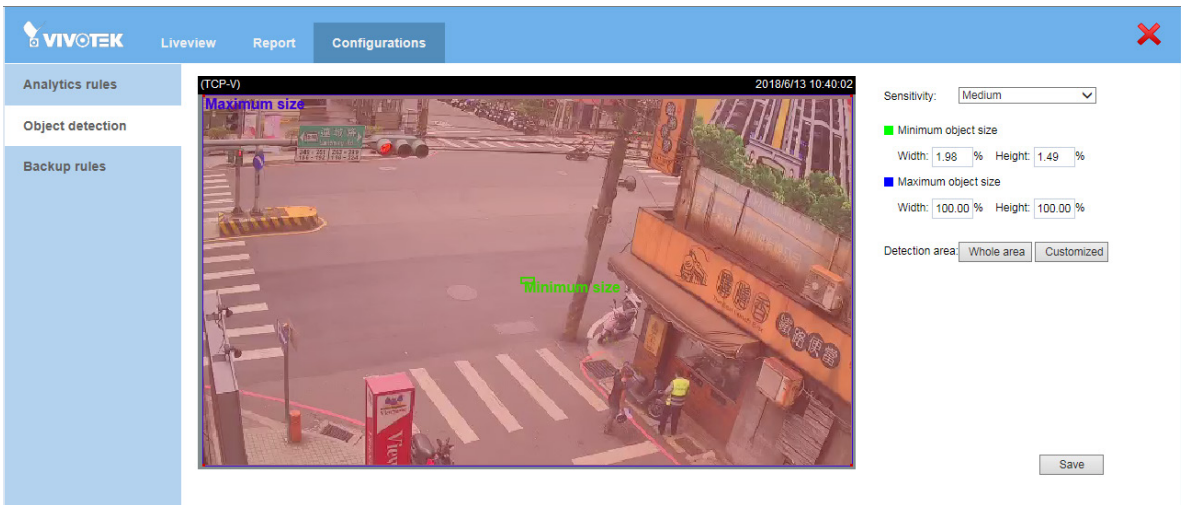 VIVOTEK
Liveview
Report
Configurations
Analytics rules
Object detection
Backup rules
(TCP-V)
2018/6/13 10:40:02
Maximum size
Minimum size
View
Sensitivity:
Medium
Minimum object size
Width: 1.98 % Height: 1.49 %
Maximum object size
Width: 100.00 % Height: 100.00 %
Detection area: Whole area Customized
Save